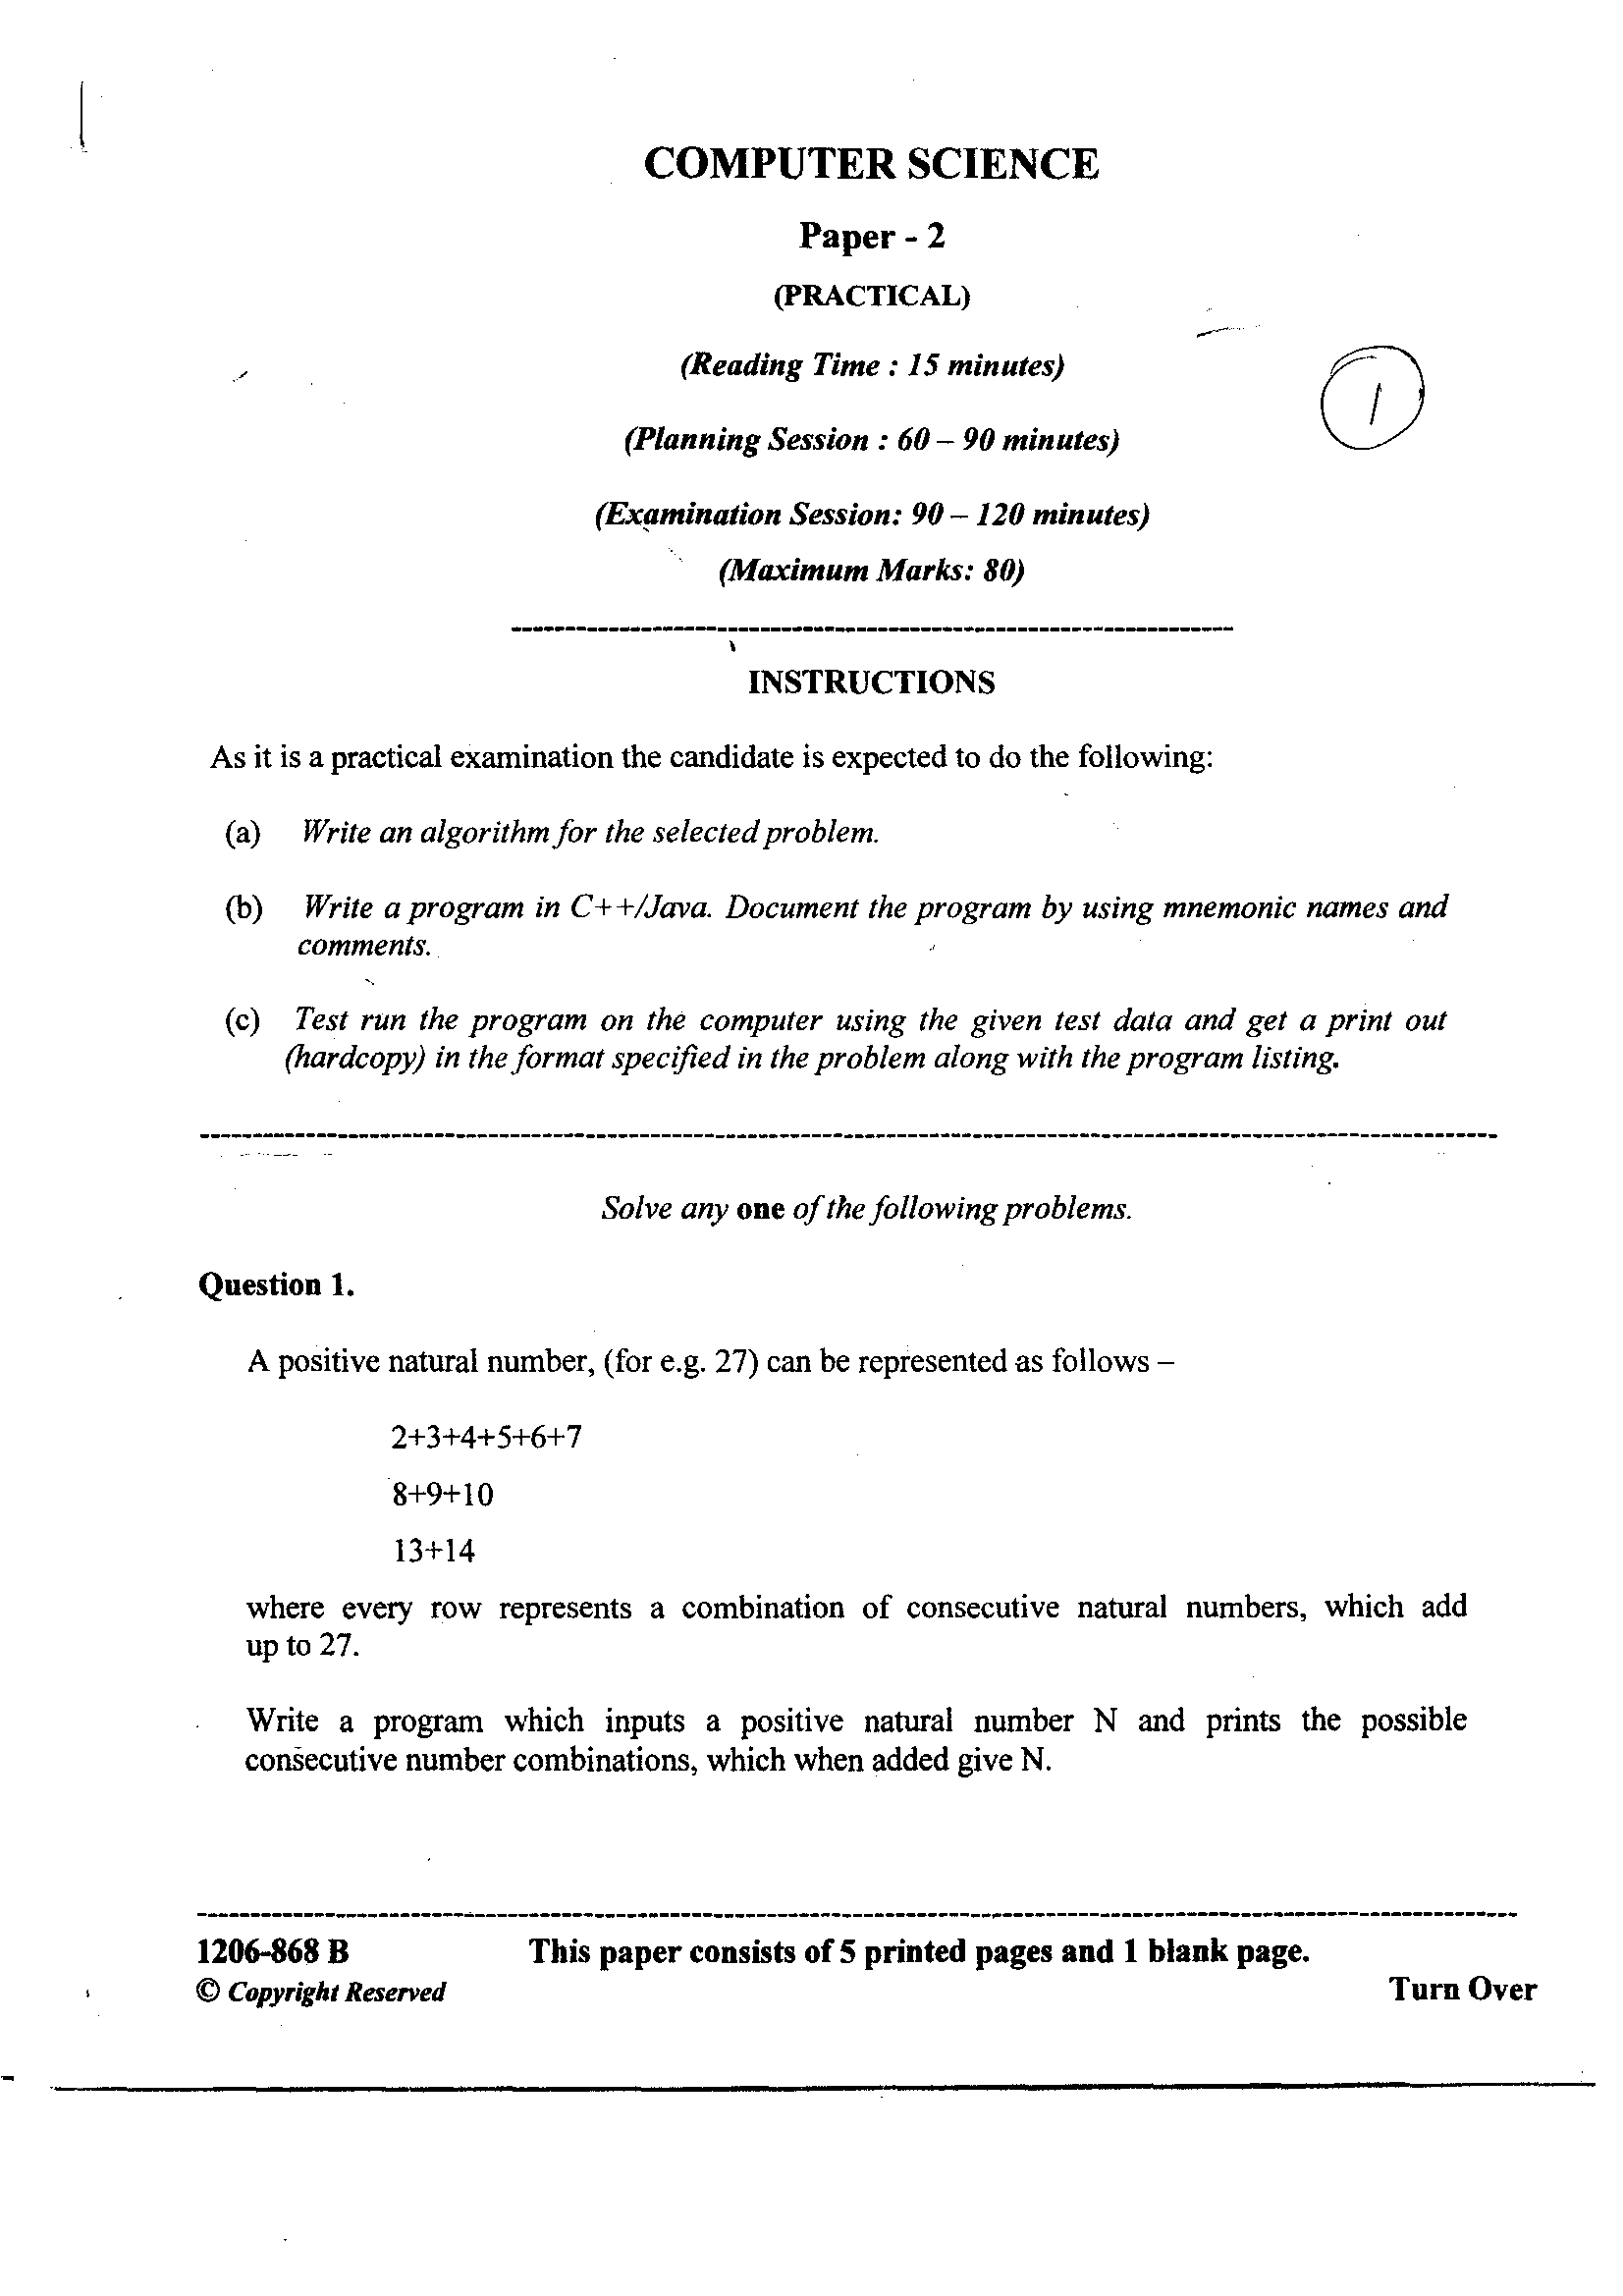 COMPUTER SCIENCE
Paper - 2
(PRACTICAL)
(Reading Time : 15 minutes)
1
(Planning Session : 60 – 90 minutes)
(Examination Session: 90 – 120 minutes)
(Maximum Marks: 80)
INSTRUCTIONS
As it is a practical examination the candidate is expected to do the following:
(a) Write an algorithm for the selected problem.
(b) Write a program in C++/Java. Document the program by using mnemonic names and
comments.
(c) Test run the program on the computer using the given test data and get a print out
(hardcopy) in the format specified in the problem along with the program listing.
Solve any one of the following problems.
Question 1.
A positive natural number, (for e.g. 27) can be represented as follows –
2+3+4+5+6+7
8+9+10
13+14
where every row represents a combination of consecutive natural numbers, which add
up to 27.
Write a program which inputs a positive natural number N and prints the possible
consecutive number combinations, which when added give N.
1206-868 B This paper consists of 5 printed pages and 1 blank page.
© Copyright Reserved
Turn Over